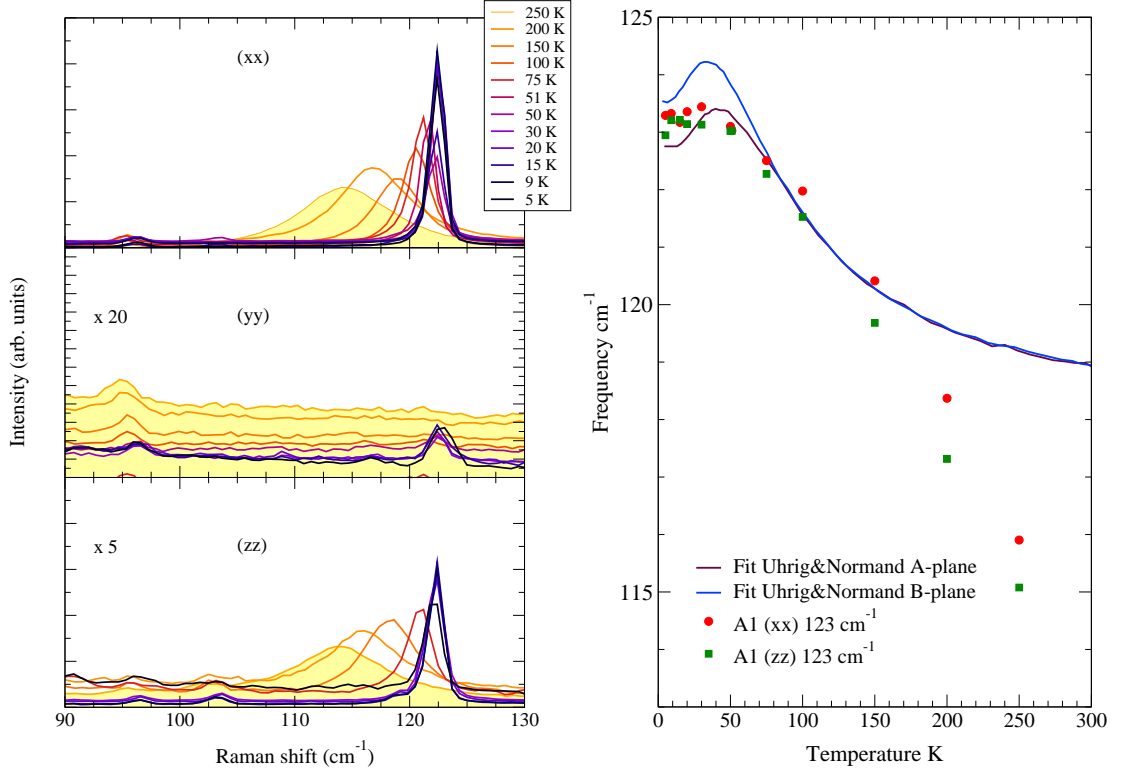 (xx)
250 K
200 K
150 K
100 K
75 K
51 K
50 K
30 K
20 K
15 K
9 K
5 K
x 20
(yy)
x 5
(zz)
Intensity (arb. units)
90 100 110 120 130
Raman shift (cm-1)
125
120
115
Frequency cm-1
Fit Uhrig&Normand A-plane
Fit Uhrig&Normand B-plane
A1 (xx) 123 cm-1
A1 (zz) 123 cm-1
0 50 100 150 200 250 300
Temperature K